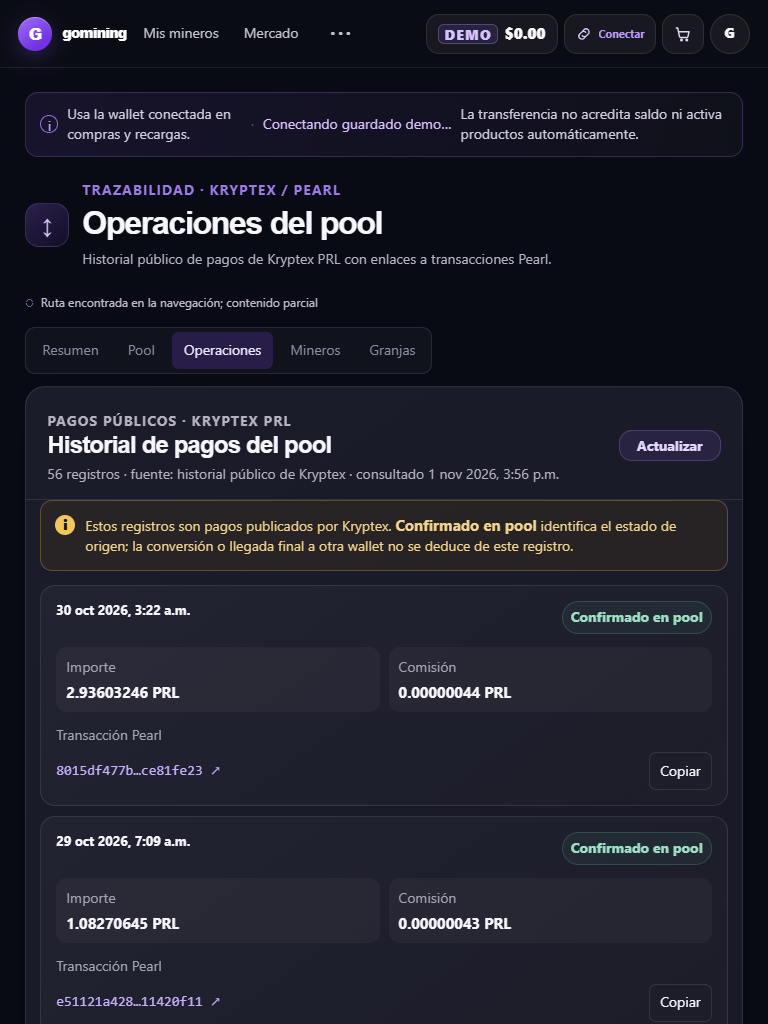 G gomining Mis mineros Mercado ••• DEMO $0.00 Conectar G
Usa la wallet conectada en
compras y recargas.
· Conectando guardado demo...
La transferencia no acredita saldo ni activa
productos automáticamente.
TRAZABILIDAD · KRYPTEX / PEARL
Operaciones del pool
Historial público de pagos de Kryptex PRL con enlaces a transacciones Pearl.
Ruta encontrada en la navegación; contenido parcial
Resumen Pool Operaciones Mineros Granjas
PAGOS PÚBLICOS · KRYPTEX PRL
Historial de pagos del pool
Actualizar
56 registros · fuente: historial público de Kryptex · consultado 1 nov 2026, 3:56 p.m.
Estos registros son pagos publicados por Kryptex. Confirmado en pool identifica el estado de
origen; la conversión o llegada final a otra wallet no se deduce de este registro.
30 oct 2026, 3:22 a.m. Confirmado en pool
Importe Comisión
2.93603246 PRL 0.00000044 PRL
Transacción Pearl
8015df477b…ce81fe23 ↗ Copiar
29 oct 2026, 7:09 a.m. Confirmado en pool
Importe Comisión
1.08270645 PRL 0.00000043 PRL
Transacción Pearl
e51121a428…11420f11 ↗ Copiar